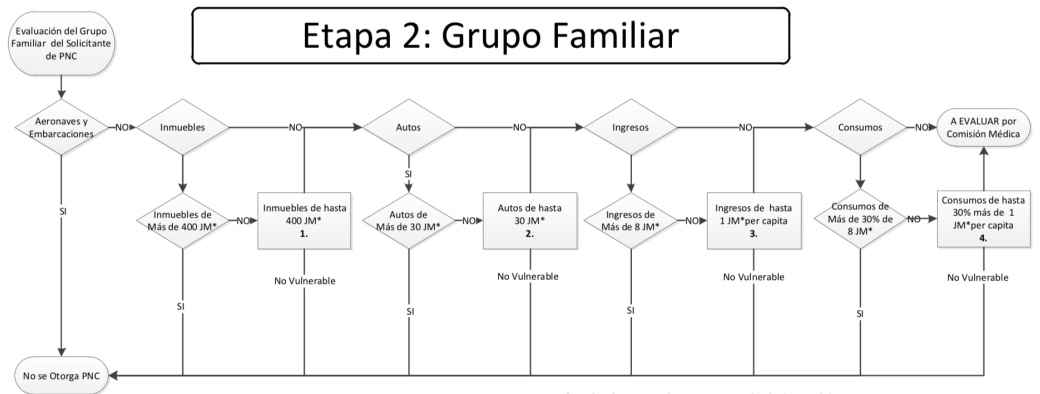 Etapa 2: Grupo Familiar
Evaluación del Grupo
Familiar del Solicitante
de PNC
Aeronaves y
Embarcaciones
NO
Inmuebles
NO
Autos
NO
Ingresos
NO
Consumos
NO
A EVALUAR por
Comisión Médica
SI
SI
Inmuebles de
Más de 400 JM*
NO
Inmuebles de hasta
400 JM*
1.
Autos de
Más de 30 JM*
NO
Autos de hasta
30 JM*
2.
Ingresos de
Más de 8 JM*
NO
Ingresos de hasta
1 JM*per capita
3.
Consumos de
Más de 30% de
8 JM*
NO
Consumos de hasta
30% más de 1
JM*per capita
4.
No Vulnerable
No Vulnerable
No Vulnerable
No Vulnerable
SI
SI
SI
SI
No se Otorga PNC